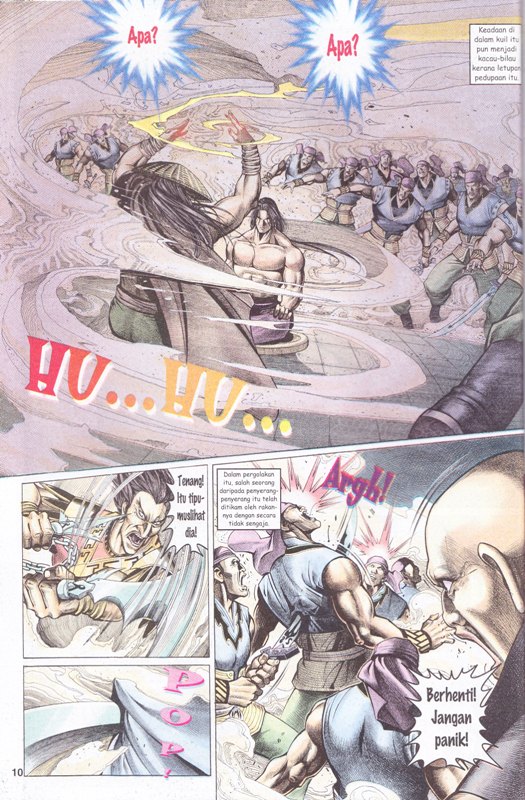 Apa?
Apa?
Keadaan di
dalam kuil itu
pun menjadi
kacau-bilau
kerana letupan
pedupaan itu.
HU...HU...
Tenang!
Itu tipu-
muslihat
dia!
POP!
Dalam pergolakan
itu, salah seorang
daripada penyerang-
penyerang itu telah
ditikam oleh rakan-
nya dengan secara
tidak sengaja.
Argh!
Berhenti!
Jangan
panik!
10